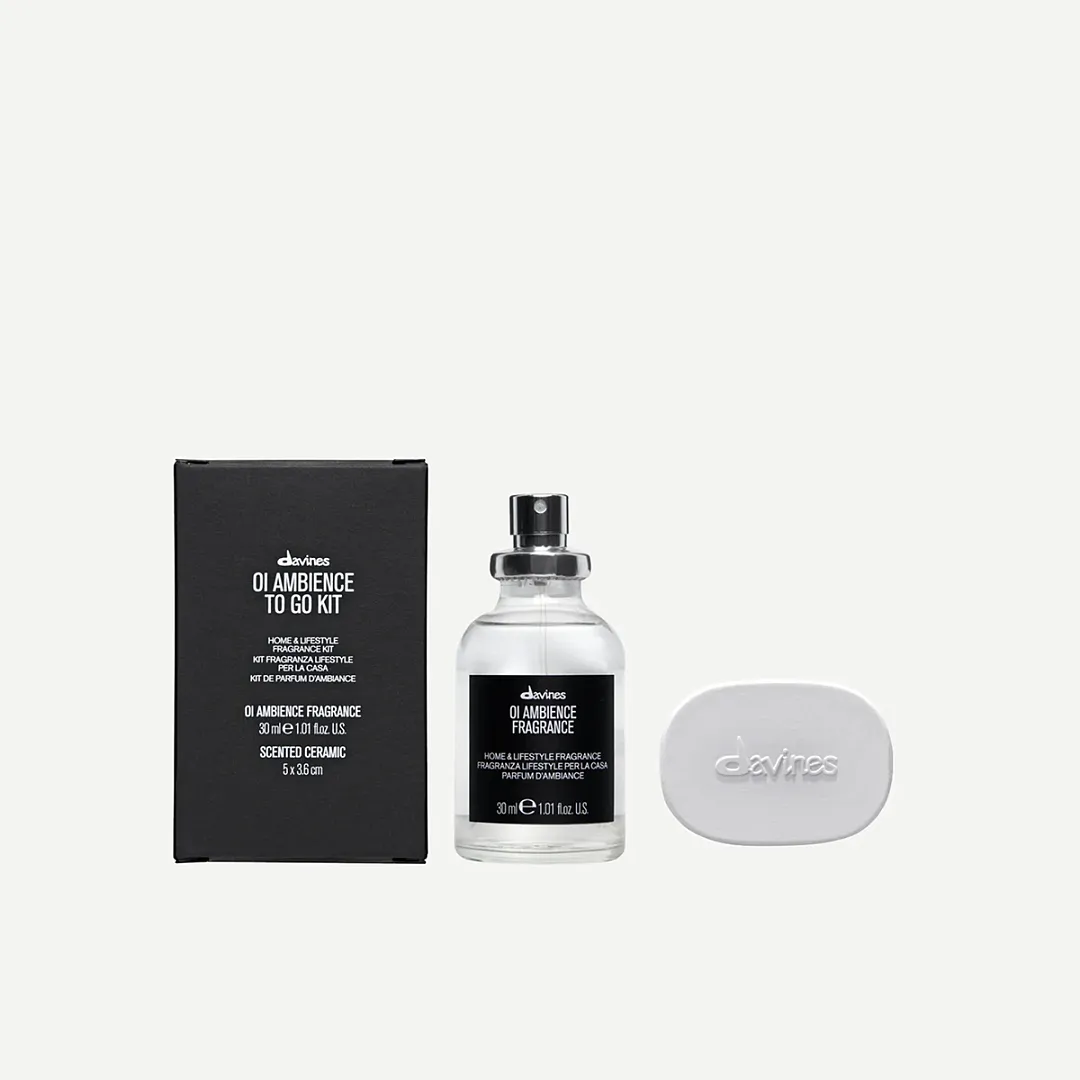 davines
OI AMBIENCE
TO GO KIT
HOME & LIFESTYLE
FRAGRANCE KIT
KIT FRAGRANZA LIFESTYLE
PER LA CASA
KIT DE PARFUM D'AMBIANCE
OI AMBIENCE FRAGRANCE
30 ml ℮ 1.01 fl.oz. U.S.
SCENTED CERAMIC
5 x 3.6 cm
davines
OI AMBIENCE
FRAGRANCE
HOME & LIFESTYLE FRAGRANCE
FRAGRANZA LIFESTYLE PER LA CASA
PARFUM D'AMBIANCE
30 ml ℮ 1.01 fl.oz. U.S.
davines